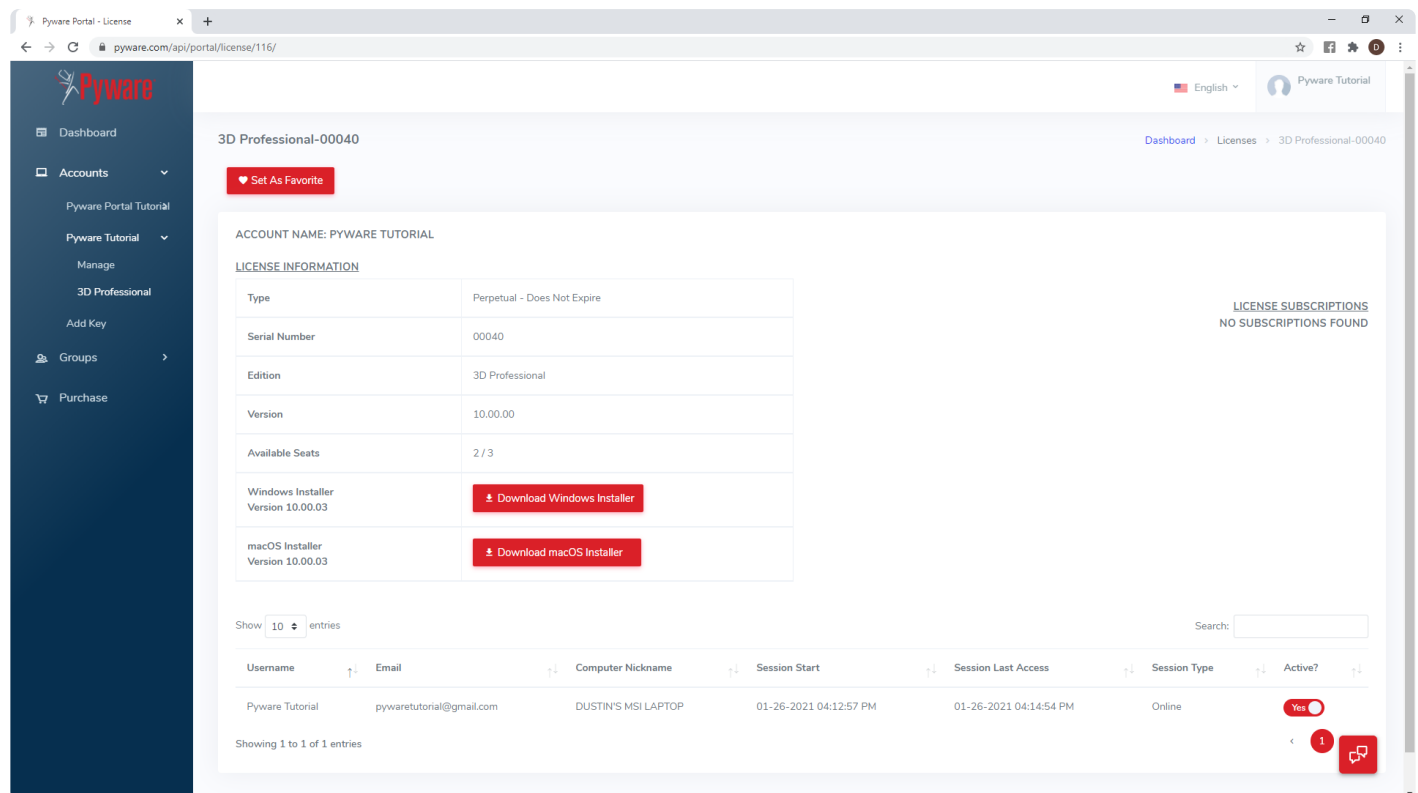 Pyware Portal - License
pyware.com/api/portal/license/116/
D
Pyware
English
Pyware Tutorial
Dashboard
Accounts
Pyware Portal Tutorial
Pyware Tutorial
Manage
3D Professional
Add Key
Groups
Purchase
3D Professional-00040
Dashboard > Licenses > 3D Professional-00040
Set As Favorite
ACCOUNT NAME: PYWARE TUTORIAL
LICENSE INFORMATION
Type Perpetual - Does Not Expire
Serial Number 00040
Edition 3D Professional
Version 10.00.00
Available Seats 2 / 3
Windows Installer
Version 10.00.03
Download Windows Installer
macOS Installer
Version 10.00.03
Download macOS Installer
LICENSE SUBSCRIPTIONS
NO SUBSCRIPTIONS FOUND
Show 10 entries
Search:
Username Email Computer Nickname Session Start Session Last Access Session Type Active?
Pyware Tutorial pywaretutorial@gmail.com DUSTIN'S MSI LAPTOP 01-26-2021 04:12:57 PM 01-26-2021 04:14:54 PM Online Yes
Showing 1 to 1 of 1 entries
‹ 1